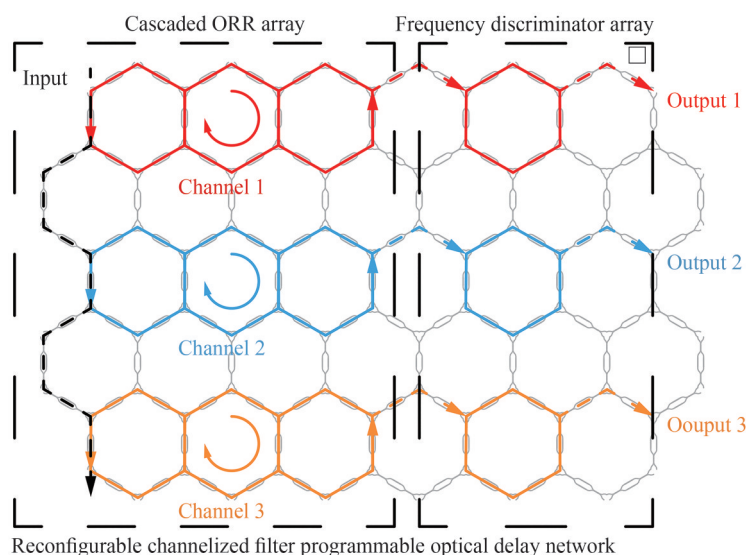 Cascaded ORR array
Frequency discriminator array
Input
Output 1
Channel 1
Output 2
Channel 2
Ooutput 3
Channel 3
Reconfigurable channelized filter programmable optical delay network